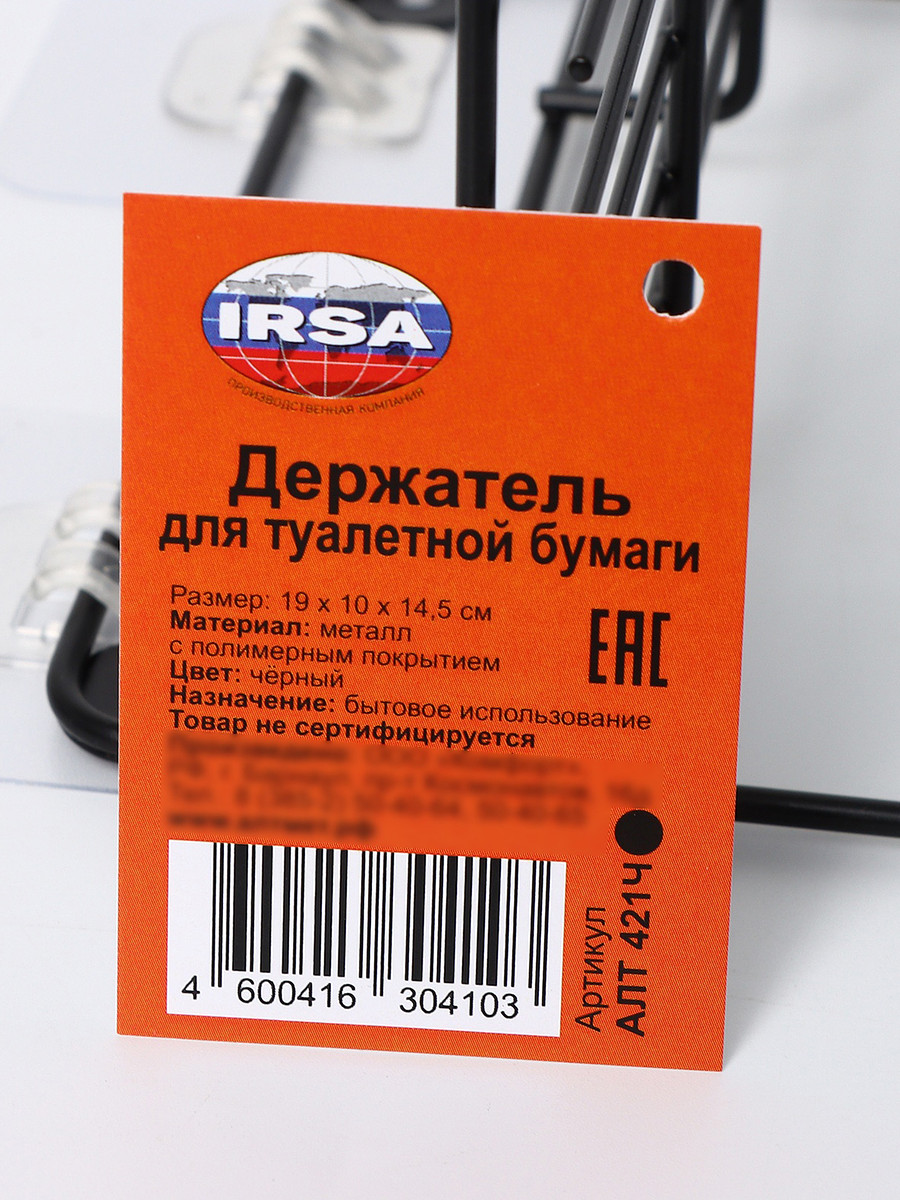 IRSA
ПРОИЗВОДСТВЕННАЯ КОМПАНИЯ
Держатель
для туалетной бумаги
Размер: 19 х 10 х 14,5 см
Материал: металл
с полимерным покрытием
Цвет: чёрный
Назначение: бытовое использование
Товар не сертифицируется
EAC
4 600416 304103
Артикул
АЛТ 421Ч